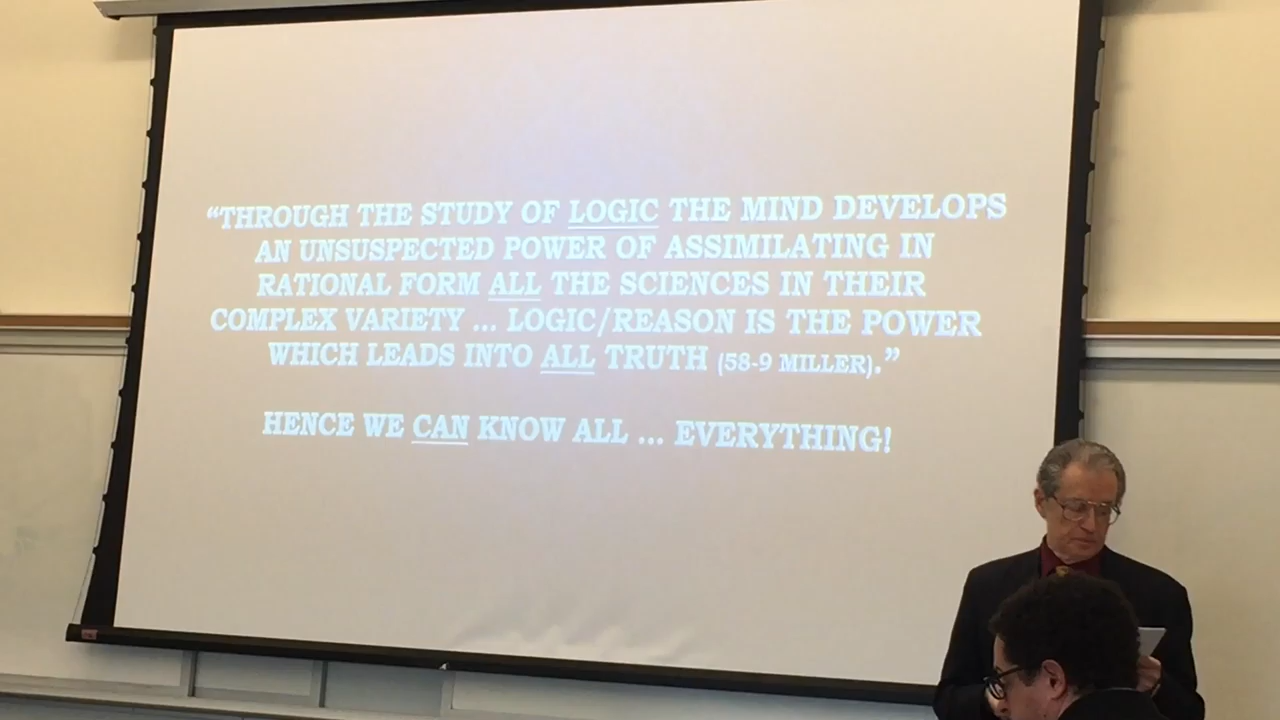 “THROUGH THE STUDY OF LOGIC THE MIND DEVELOPS
AN UNSUSPECTED POWER OF ASSIMILATING IN
RATIONAL FORM ALL THE SCIENCES IN THEIR
COMPLEX VARIETY ... LOGIC/REASON IS THE POWER
WHICH LEADS INTO ALL TRUTH (58-9 MILLER).”
HENCE WE CAN KNOW ALL ... EVERYTHING!